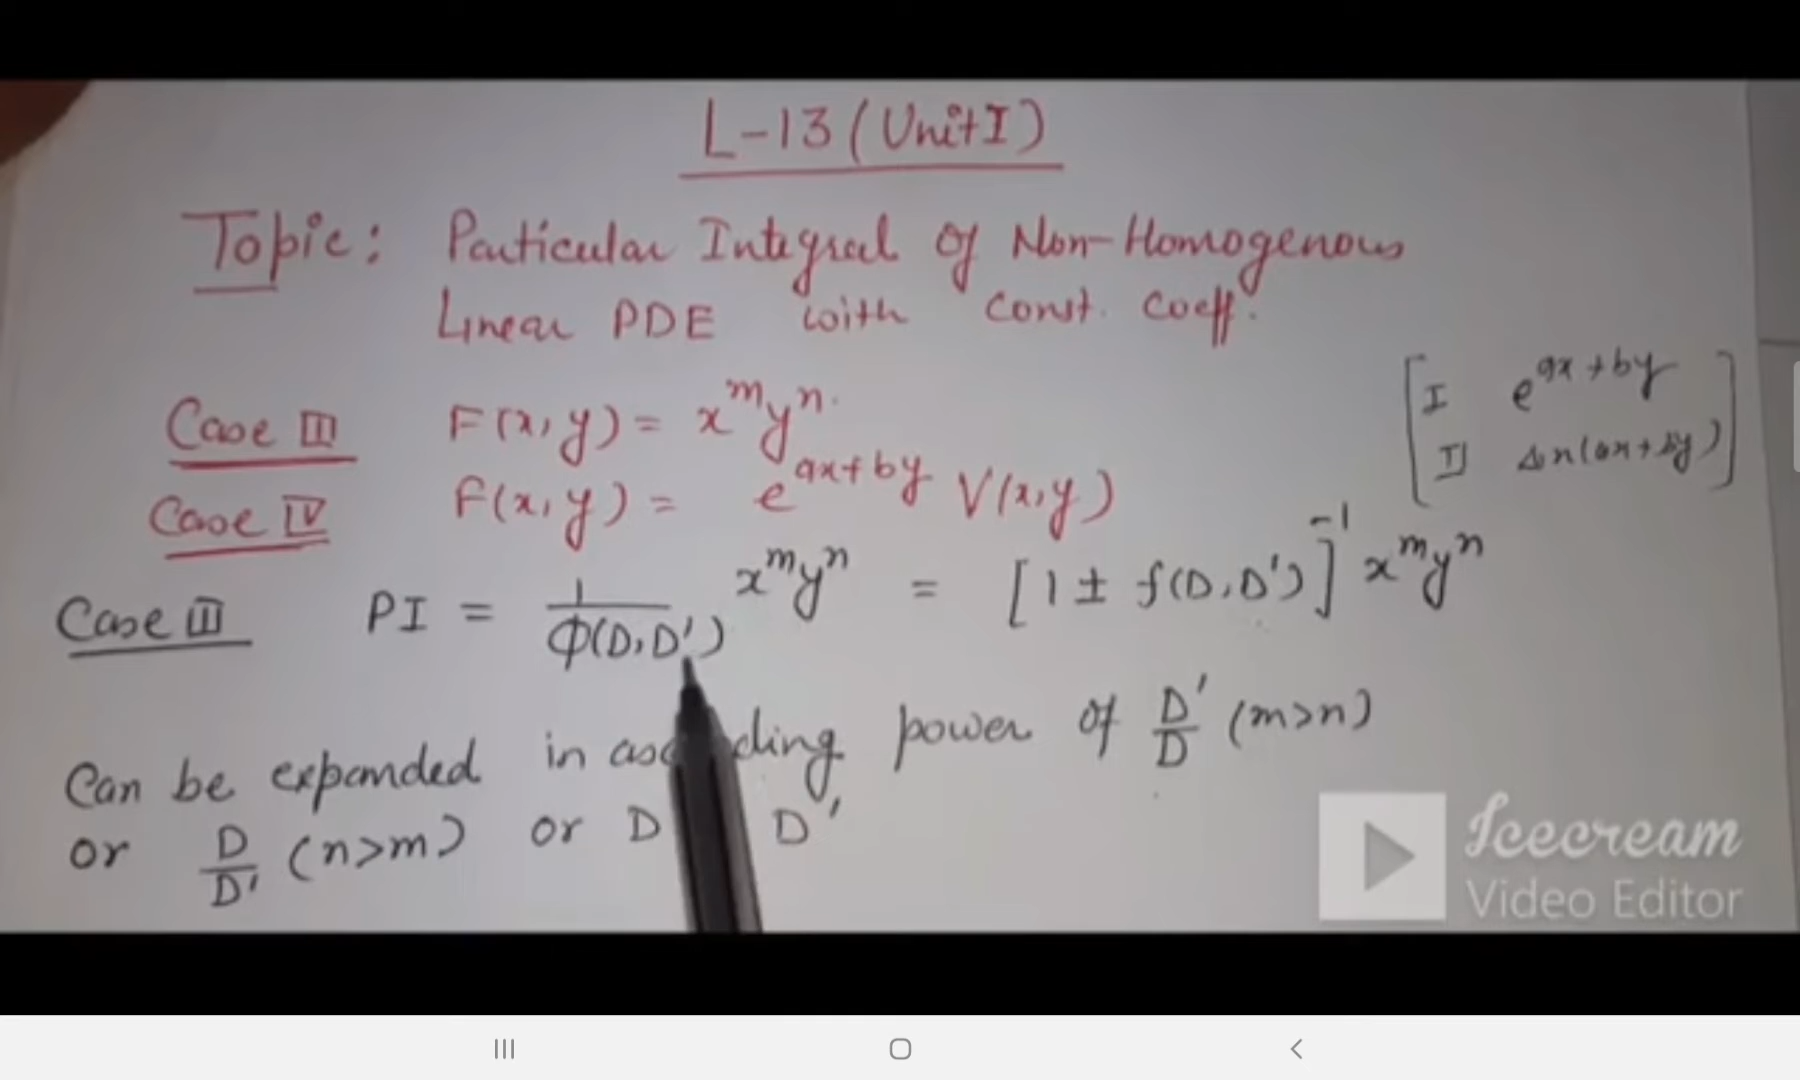 L-13 (Unit I)
Topic: Particular Integral of Non-Homogenous
Linear PDE with Const. Coeff.
Case III F(x,y) = x^m y^n.
Case IV F(x,y) = e^{ax+by} V(x,y)
[I e^{ax+by}
II Sin(ax+by)]
Case III PI = 1/ϕ(D,D') x^m y^n = [1 ± f(D,D')]^{-1} x^m y^n
Can be expanded in power of D'/D (m>n)
or D/D' (n>m) or D D'
Icecream
Video Editor